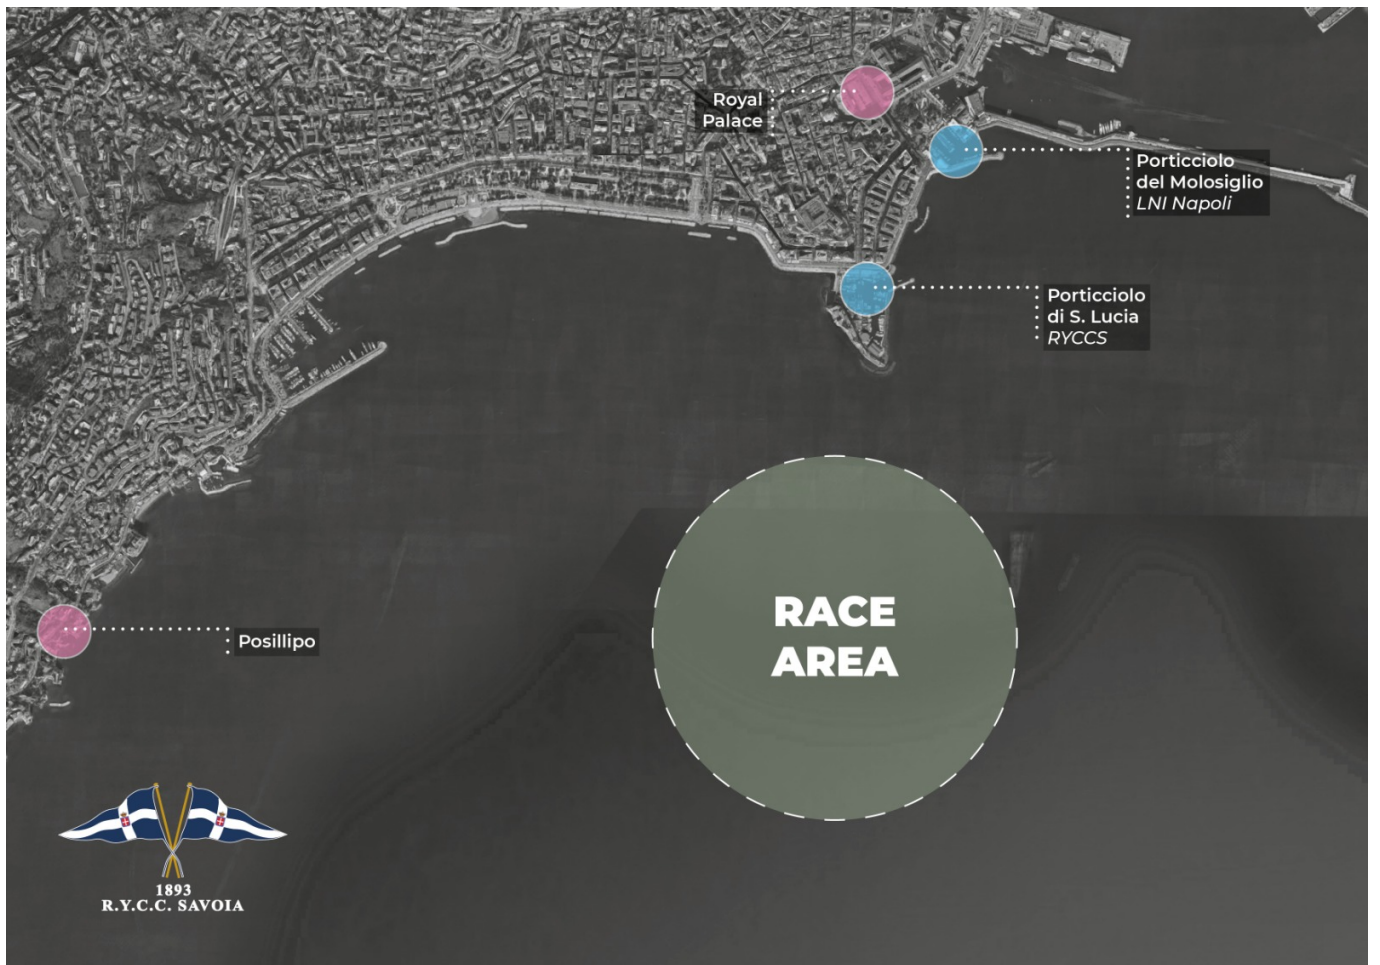 Royal
Palace
Porticciolo
del Molosiglio
LNI Napoli
Porticciolo
di S. Lucia
RYCCS
RACE
AREA
Posillipo
1893
R.Y.C.C. SAVOIA